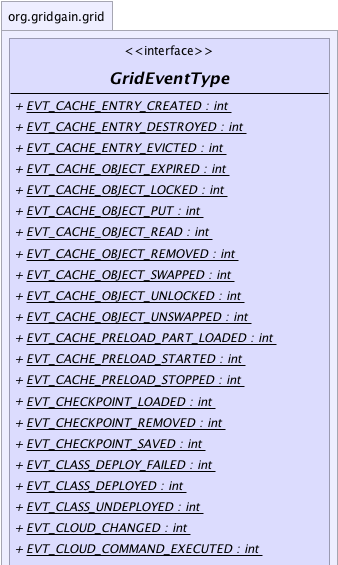 org.gridgain.grid
<<interface>>
GridEventType
+ EVT_CACHE_ENTRY_CREATED : int
+ EVT_CACHE_ENTRY_DESTROYED : int
+ EVT_CACHE_ENTRY_EVICTED : int
+ EVT_CACHE_OBJECT_EXPIRED : int
+ EVT_CACHE_OBJECT_LOCKED : int
+ EVT_CACHE_OBJECT_PUT : int
+ EVT_CACHE_OBJECT_READ : int
+ EVT_CACHE_OBJECT_REMOVED : int
+ EVT_CACHE_OBJECT_SWAPPED : int
+ EVT_CACHE_OBJECT_UNLOCKED : int
+ EVT_CACHE_OBJECT_UNSWAPPED : int
+ EVT_CACHE_PRELOAD_PART_LOADED : int
+ EVT_CACHE_PRELOAD_STARTED : int
+ EVT_CACHE_PRELOAD_STOPPED : int
+ EVT_CHECKPOINT_LOADED : int
+ EVT_CHECKPOINT_REMOVED : int
+ EVT_CHECKPOINT_SAVED : int
+ EVT_CLASS_DEPLOY_FAILED : int
+ EVT_CLASS_DEPLOYED : int
+ EVT_CLASS_UNDEPLOYED : int
+ EVT_CLOUD_CHANGED : int
+ EVT_CLOUD_COMMAND_EXECUTED : int